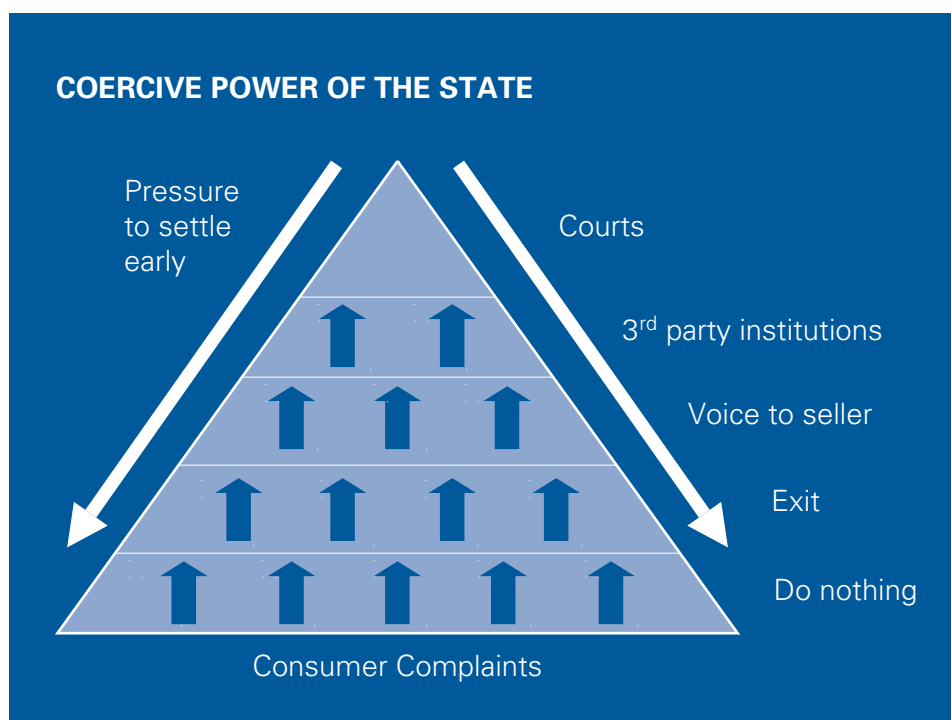 COERCIVE POWER OF THE STATE
Pressure
to settle
early
Courts
3rd party institutions
Voice to seller
Exit
Do nothing
Consumer Complaints